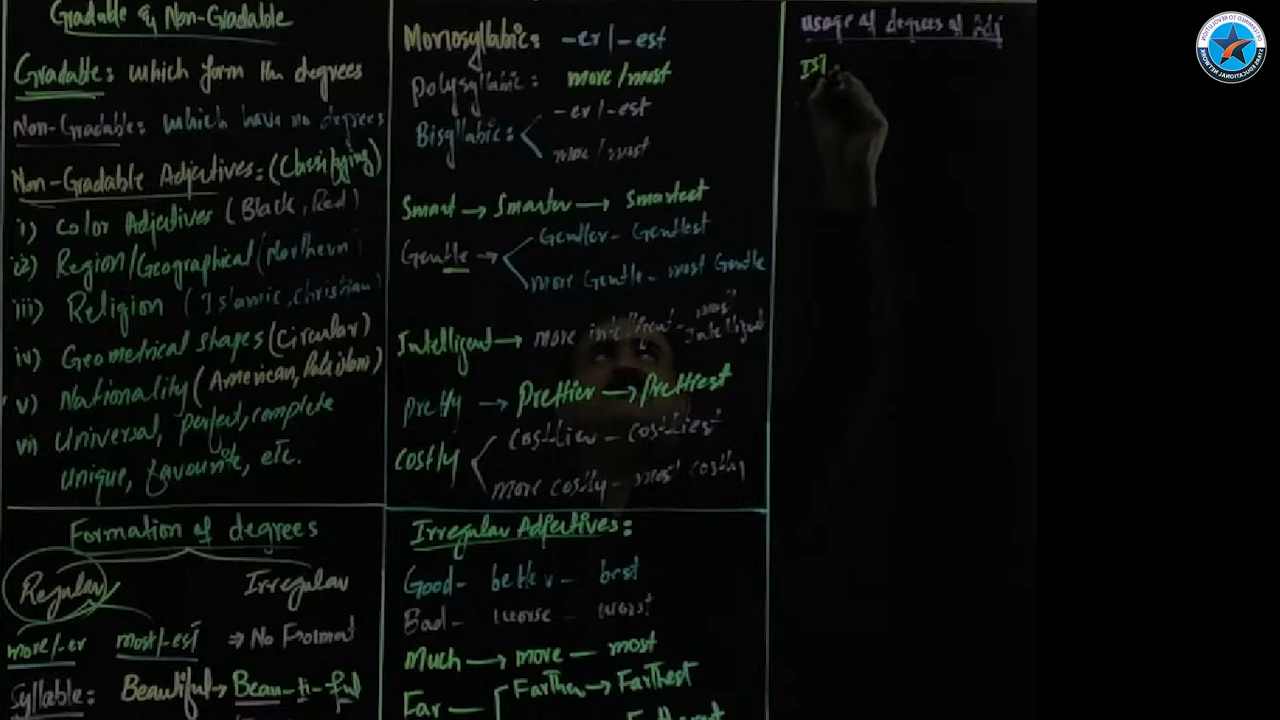 Gradable & Non-Gradable
Gradable: which form the degrees
Non-Gradable: which have no degrees
Non-Gradable Adjectives: (Classifying)
i) Color Adjectives (Black, Red)
ii) Region/Geographical (Northern)
iii) Religion (Islamic, Christian)
iv) Geometrical shapes (Circular)
v) Nationality (American, Pakistani)
vi) Universal, perfect, complete
unique, favourite, etc.
Formation of degrees
Regular Irregular
more/-er most/-est ⇒ No Format
Syllable: Beautiful → Beau-ti-ful
Monosyllabic: -er/-est
Polysyllabic: more/most
Bisyllabic: -er/-est
more/most
Smart → Smarter → Smartest
Gentle → Gentler - Gentlest
more Gentle - most Gentle
Intelligent → more intelligent - most Intelligent
Pretty → Prettier → Prettiest
Costly Costlier - Costliest
More costly - most costly
Irregular Adjectives:
Good - better - best
Bad - worse - worst
Much → more - most
Far - Farther → Farthest
usage of degrees of Adj